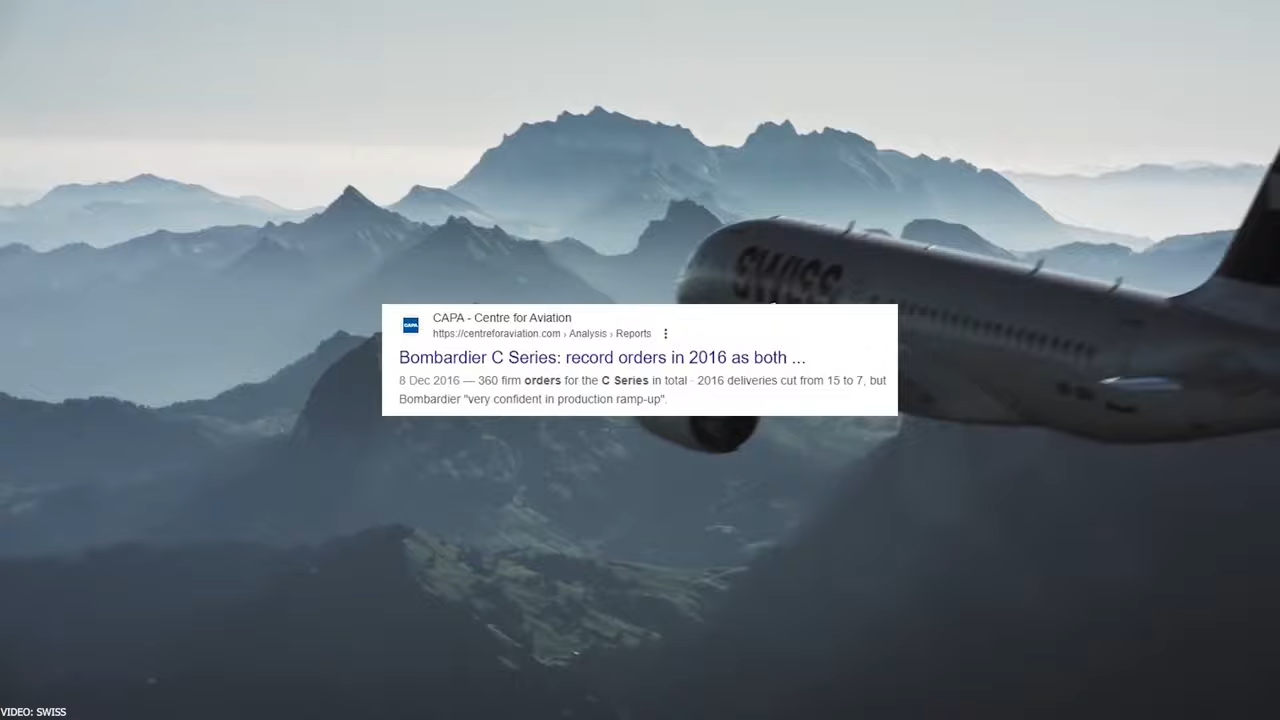 SWISS
CAPA
CAPA - Centre for Aviation
https://centreforaviation.com › Analysis › Reports
Bombardier C Series: record orders in 2016 as both ...
8 Dec 2016 — 360 firm orders for the C Series in total · 2016 deliveries cut from 15 to 7, but
Bombardier "very confident in production ramp-up".
VIDEO: SWISS